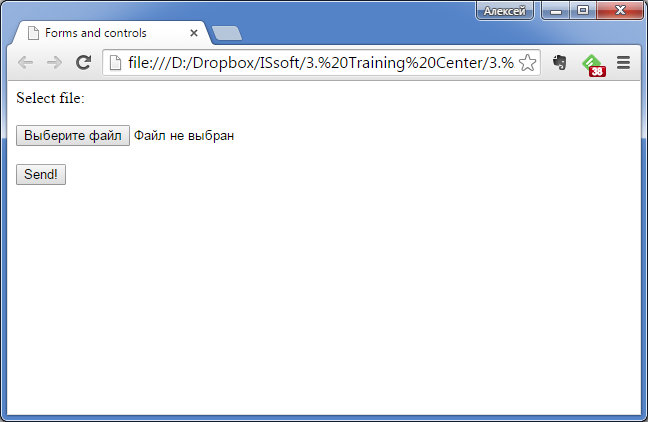 Алексей
Forms and controls
file:///D:/Dropbox/ISsoft/3.%20Training%20Center/3.%
38
Select file:
Выберите файл Файл не выбран
Send!